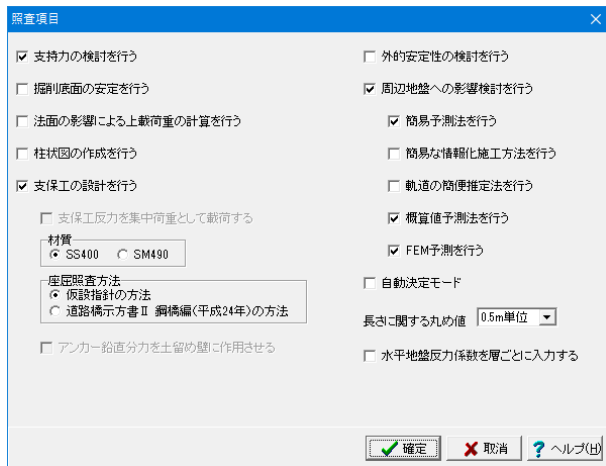 照査項目
支持力の検討を行う
掘削底面の安定を行う
法面の影響による上載荷重の計算を行う
柱状図の作成を行う
支保工の設計を行う
支保工反力を集中荷重として載荷する
材質
SS400
SM490
座屈照査方法
仮設指針の方法
道路橋示方書Ⅱ 鋼橋編(平成24年)の方法
アンカー鉛直分力を土留め壁に作用させる
外的安定性の検討を行う
周辺地盤への影響検討を行う
簡易予測法を行う
簡易な情報化施工方法を行う
軌道の簡便推定法を行う
概算値予測法を行う
FEM予測を行う
自動決定モード
長さに関する丸め値 0.5m単位
水平地盤反力係数を層ごとに入力する
確定
取消
ヘルプ(H)